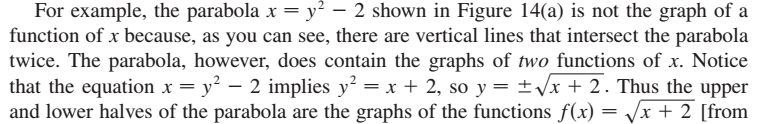 For example, the parabola x = y² − 2 shown in Figure 14(a) is not the graph of a
function of x because, as you can see, there are vertical lines that intersect the parabola
twice. The parabola, however, does contain the graphs of two functions of x. Notice
that the equation x = y² − 2 implies y² = x + 2, so y = ±√(x + 2). Thus the upper
and lower halves of the parabola are the graphs of the functions f(x) = √(x + 2) [from